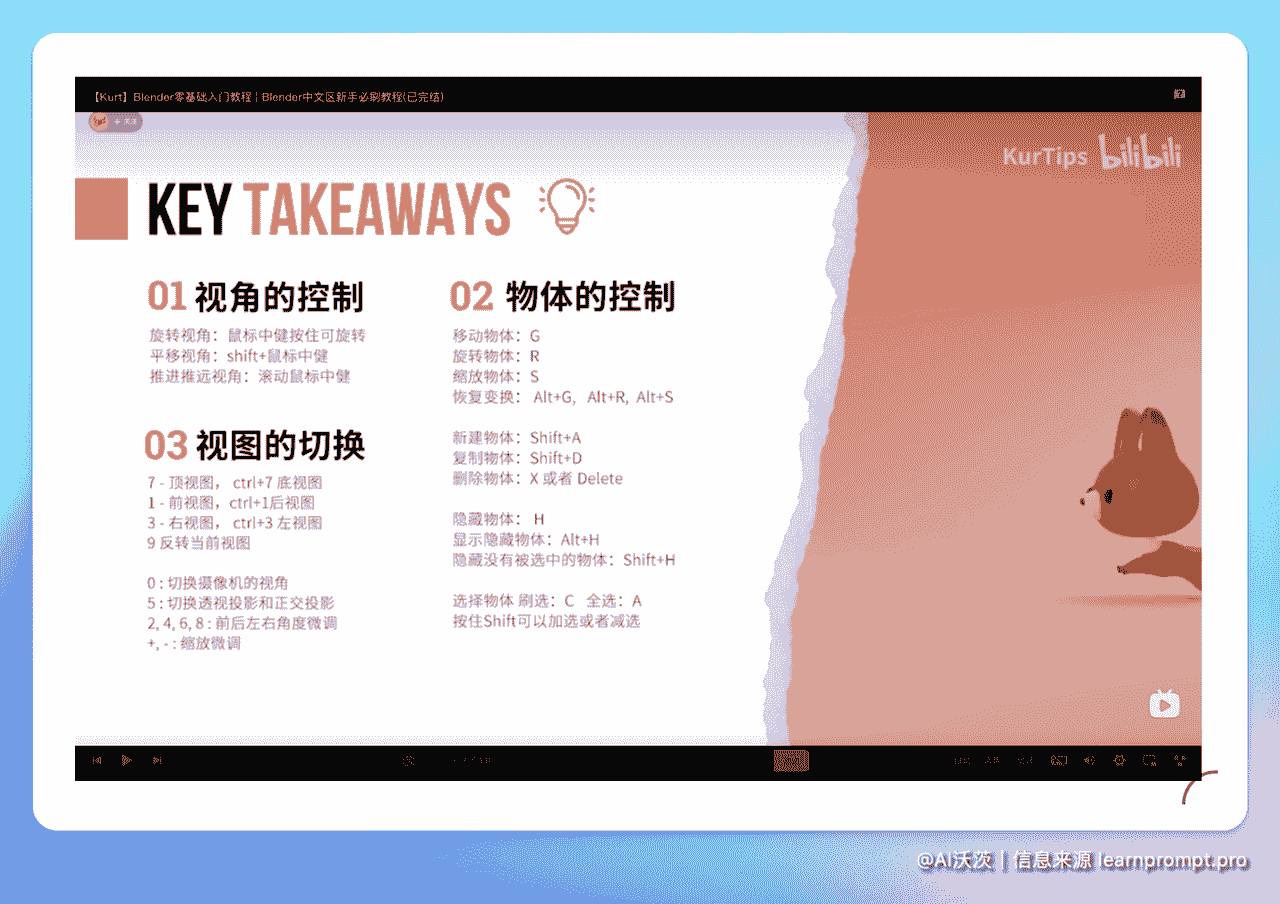 【Kurt】Blender零基础入门教程 | Blender中文区新手必刷教程(已完结)
+ 关注
KurTips bilibili
KEY TAKEAWAYS
01 视角的控制
旋转视角：鼠标中健按住可旋转
平移视角：shift+鼠标中健
推进推远视角：滚动鼠标中健
03 视图的切换
7 - 顶视图， ctrl+7 底视图
1 - 前视图，ctrl+1后视图
3 - 右视图， ctrl+3 左视图
9 反转当前视图
0 : 切换摄像机的视角
5 : 切换透视投影和正交投影
2, 4, 6, 8 : 前后左右角度微调
+, - : 缩放微调
02 物体的控制
移动物体：G
旋转物体：R
缩放物体：S
恢复变换： Alt+G, Alt+R, Alt+S
新建物体：Shift+A
复制物体：Shift+D
删除物体：X 或者 Delete
隐藏物体： H
显示隐藏物体：Alt+H
隐藏没有被选中的物体：Shift+H
选择物体 刷选：C 全选：A
按住Shift可以加选或者减选
@AI沃茨 | 信息来源 learnprompt.pro